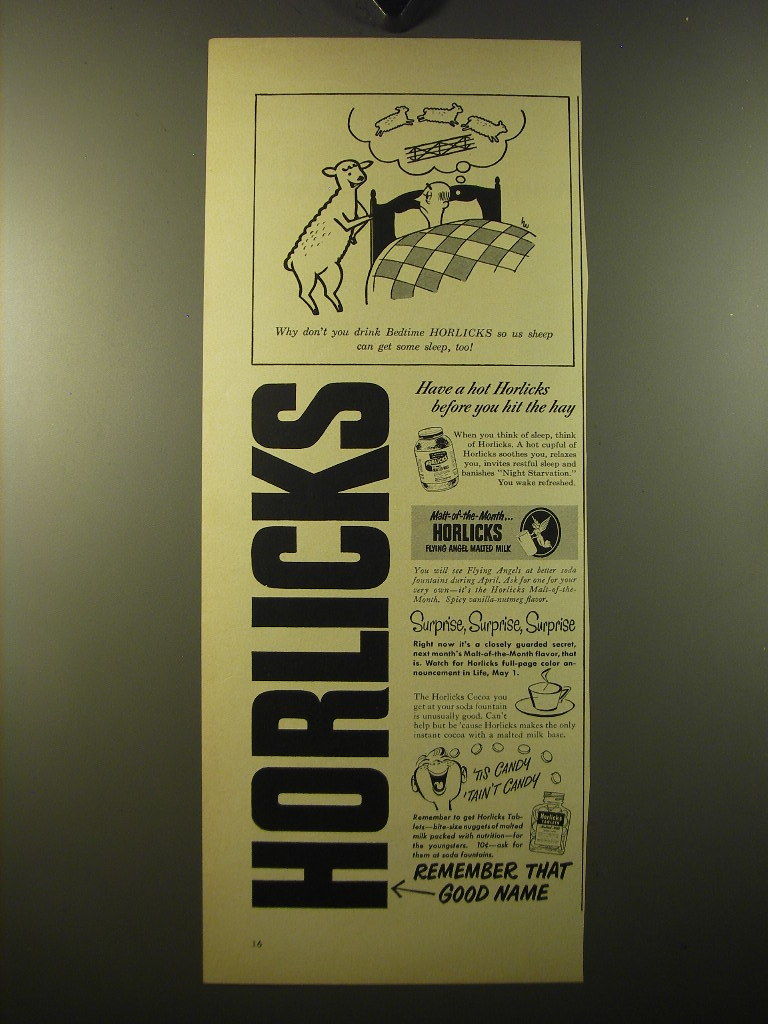 Why don't you drink Bedtime HORLICKS so us sheep
can get some sleep, too!
HORLICKS
Have a hot Horlicks
before you hit the hay
When you think of sleep, think
of Horlicks. A hot cupful of
Horlicks soothes you, relaxes
you, invites restful sleep and
banishes "Night Starvation."
You wake refreshed.
Malt-of-the-Month...
HORLICKS
FLYING ANGEL MALTED MILK
You will see Flying Angels at better soda
fountains during April. Ask for one for your
very own—it's the Horlicks Malt-of-the-
Month. Spicy vanilla-nutmeg flavor.
Surprise, Surprise, Surprise
Right now it's a closely guarded secret,
next month's Malt-of-the-Month flavor, that
is. Watch for Horlicks full-page color an-
nouncement in Life, May 1.
The Horlicks Cocoa you
get at your soda fountain
is unusually good. Can't
help but be 'cause Horlicks makes the only
instant cocoa with a malted milk base.
'TIS CANDY
'TAIN'T CANDY
Remember to get Horlicks Tab-
lets—bite-size nuggets of malted
milk packed with nutrition—for
the youngsters. 10¢—ask for
them at soda fountains.
Horlicks
REMEMBER THAT
GOOD NAME
16